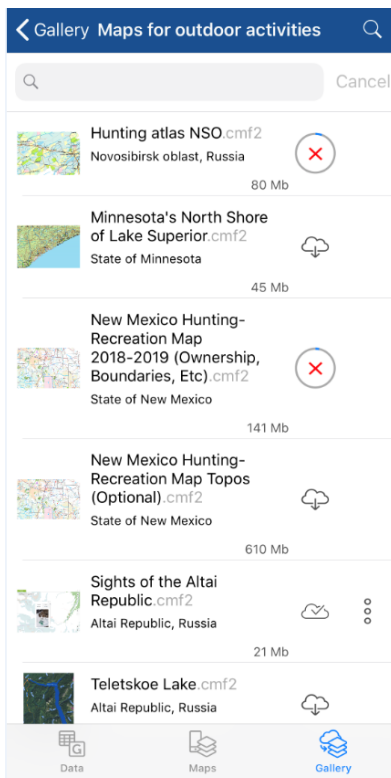 Gallery Maps for outdoor activities
Cancel
Hunting atlas NSO.cmf2
Novosibirsk oblast, Russia
80 Mb
Minnesota's North Shore
of Lake Superior.cmf2
State of Minnesota
45 Mb
New Mexico Hunting-
Recreation Map
2018-2019 (Ownership,
Boundaries, Etc).cmf2
State of New Mexico
141 Mb
New Mexico Hunting-
Recreation Map Topos
(Optional).cmf2
State of New Mexico
610 Mb
Sights of the Altai
Republic.cmf2
Altai Republic, Russia
21 Mb
Teletskoe Lake.cmf2
Altai Republic, Russia
G
Data Maps Gallery